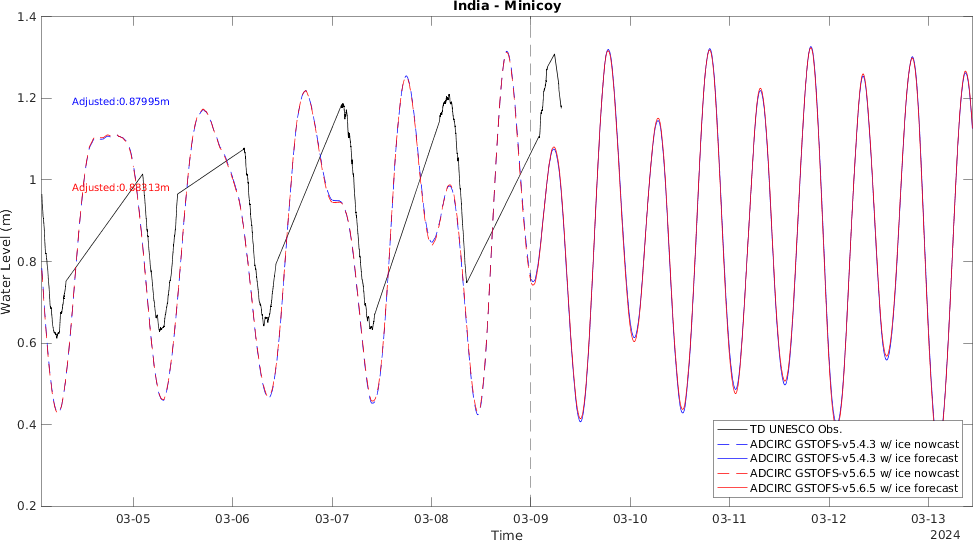 India - Minicoy
1.4
1.2
1
0.8
0.6
0.4
0.2
Water Level (m)
Adjusted:0.87995m
Adjusted:0.88313m
TD UNESCO Obs.
ADCIRC GSTOFS-v5.4.3 w/ ice nowcast
ADCIRC GSTOFS-v5.4.3 w/ ice forecast
ADCIRC GSTOFS-v5.6.5 w/ ice nowcast
ADCIRC GSTOFS-v5.6.5 w/ ice forecast
03-05 03-06 03-07 03-08 03-09 03-10 03-11 03-12 03-13
Time
2024